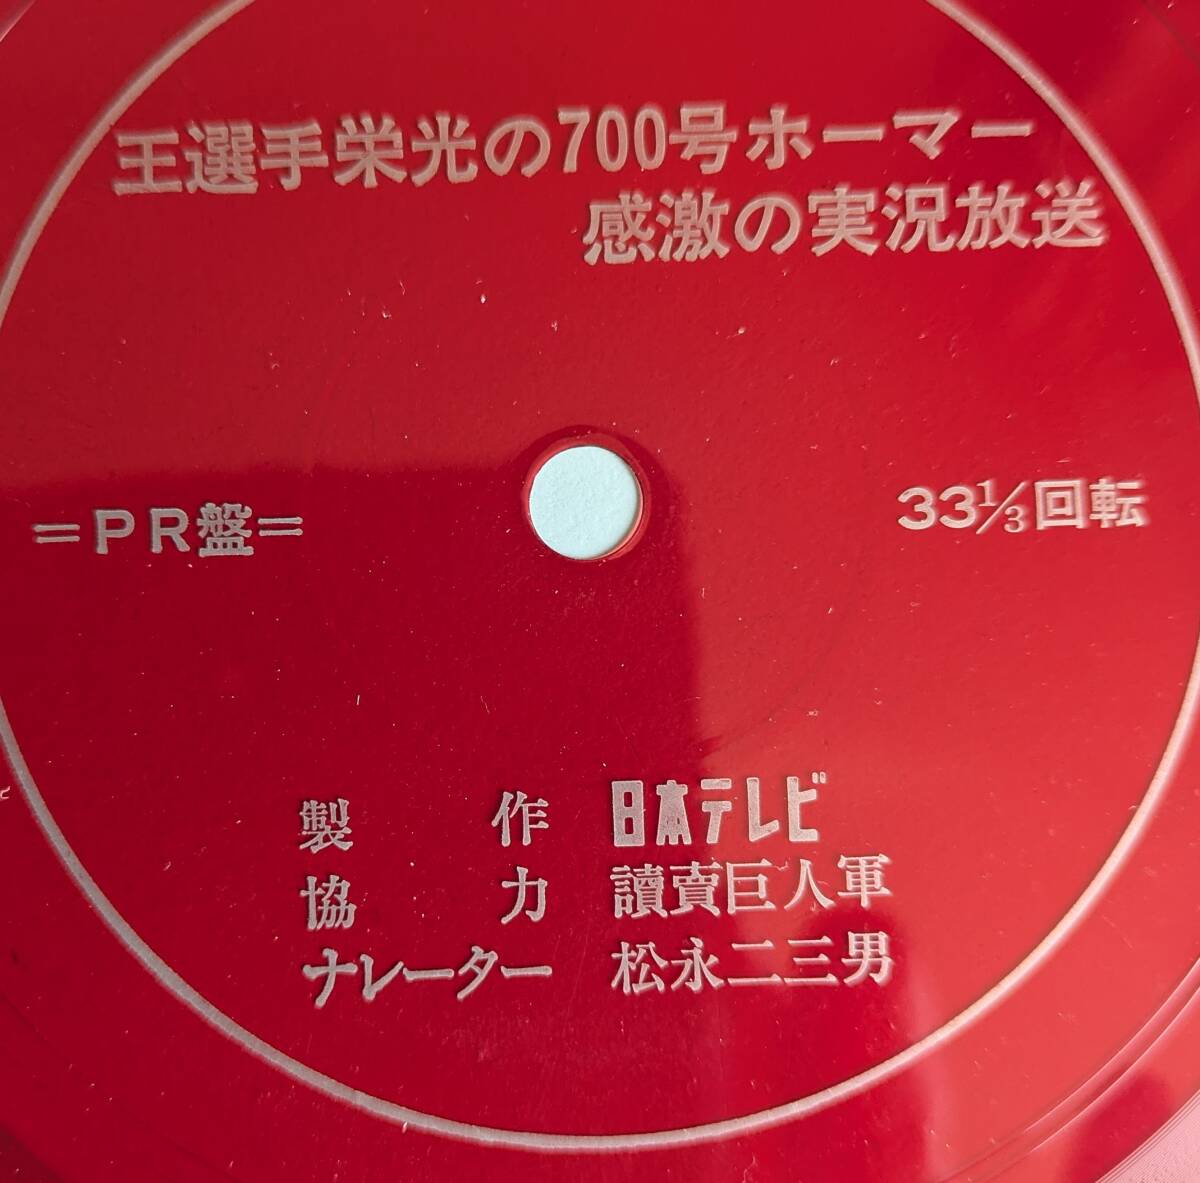 王選手栄光の700号ホーマー
感激の実況放送
=PR盤=
33⅓回転
製作 日本テレビ
協力 讀賣巨人軍
ナレーター 松永二三男